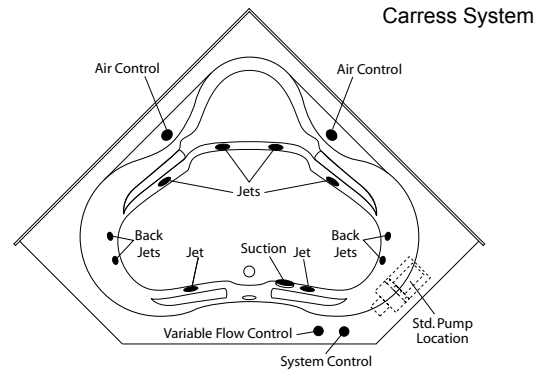 Carress System
Air Control
Air Control
Jets
Back
Jets
Jet
Suction
Jet
Back
Jets
Std. Pump
Location
Variable Flow Control
System Control